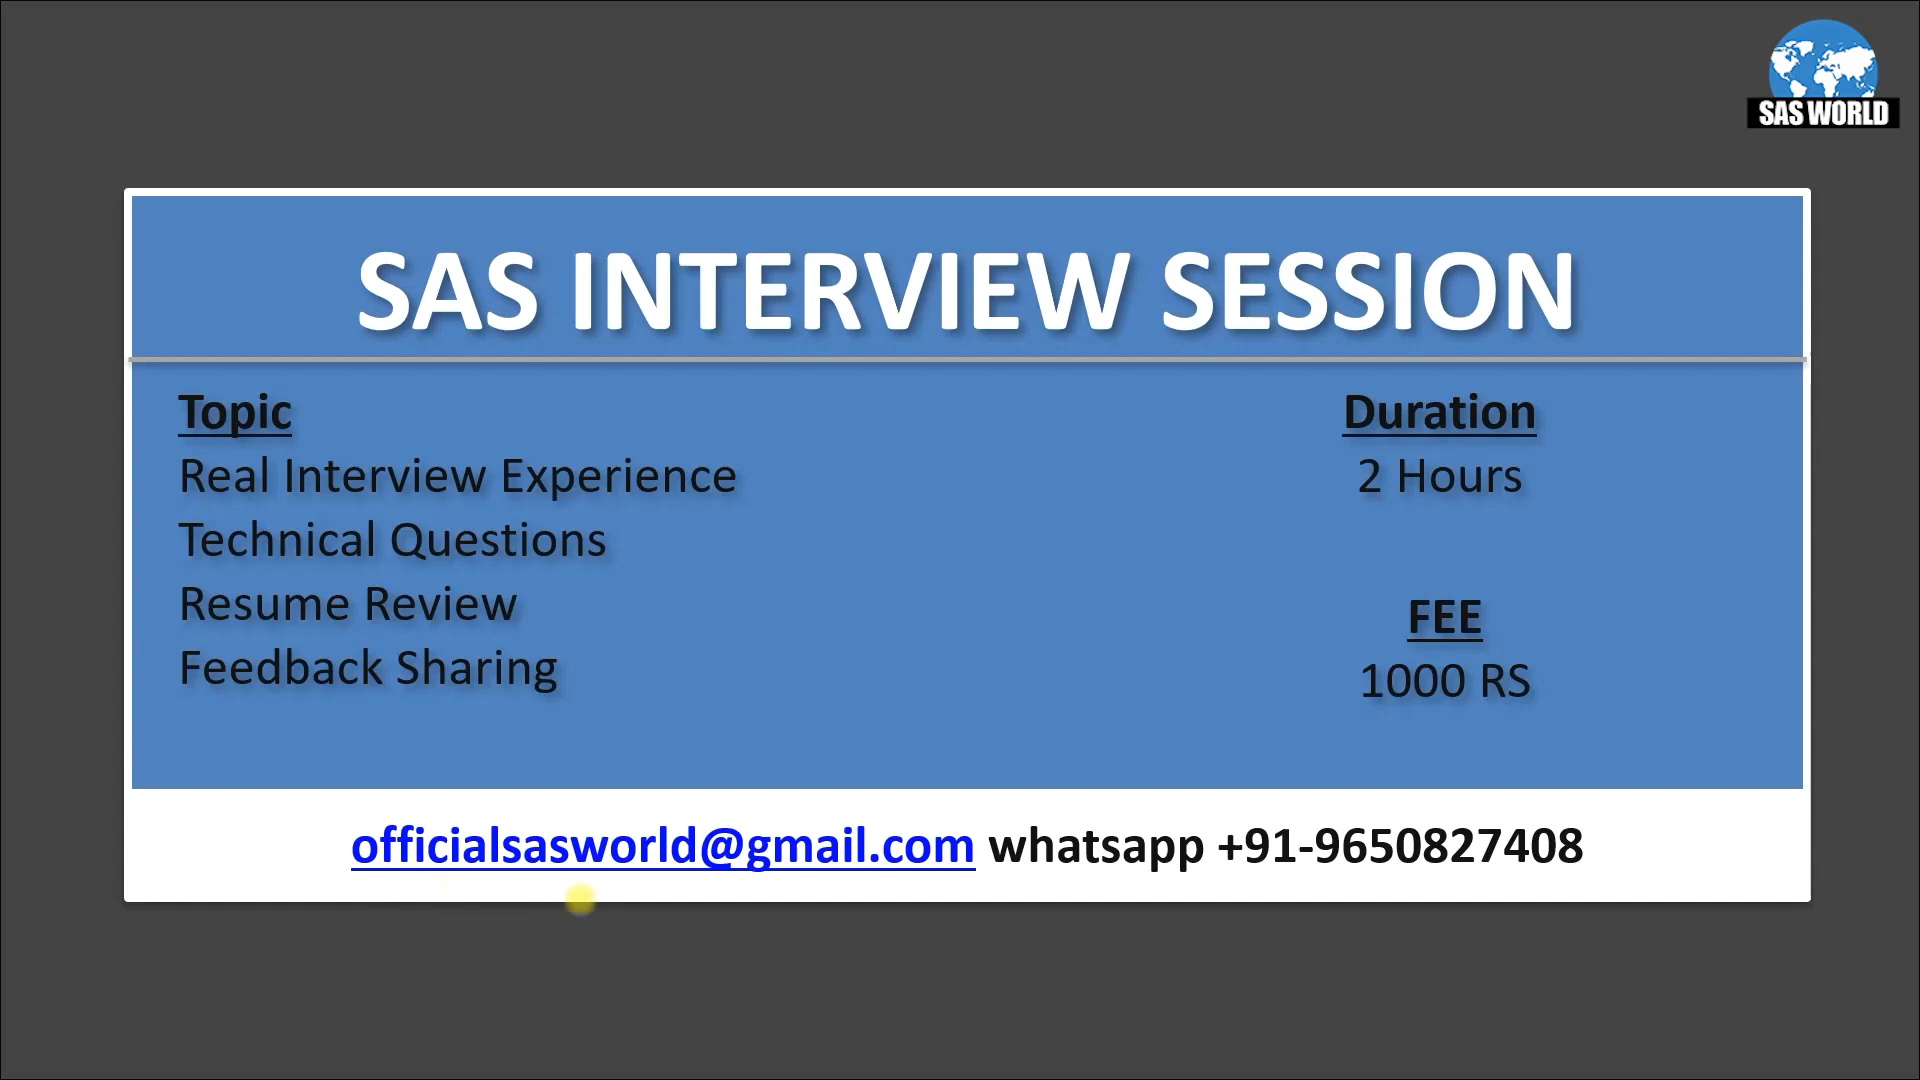 SAS WORLD
SAS INTERVIEW SESSION
Topic
Real Interview Experience
Technical Questions
Resume Review
Feedback Sharing
Duration
2 Hours
FEE
1000 RS
officialsasworld@gmail.com whatsapp +91-9650827408